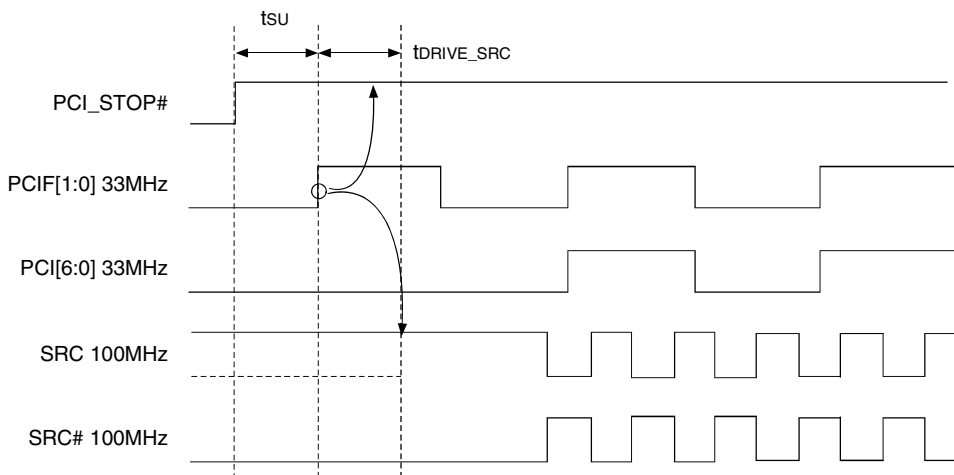 tSU
tDRIVE_SRC
PCI_STOP#
PCIF[1:0] 33MHz
PCI[6:0] 33MHz
SRC 100MHz
SRC# 100MHz